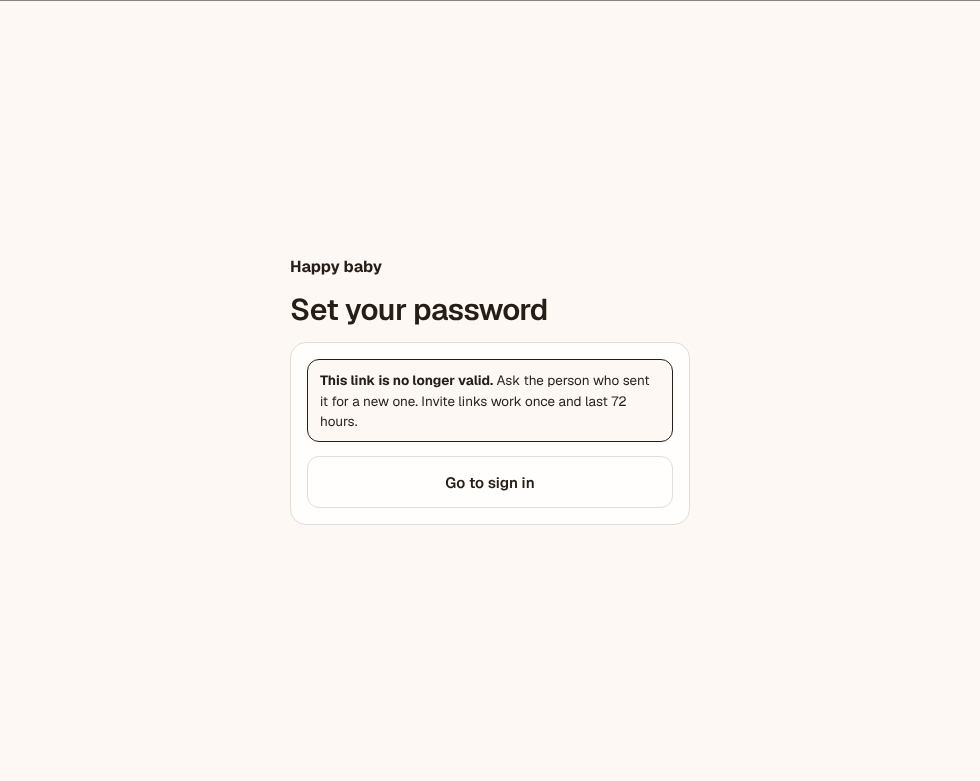 Happy baby
Set your password
This link is no longer valid. Ask the person who sent
it for a new one. Invite links work once and last 72
hours.
Go to sign in